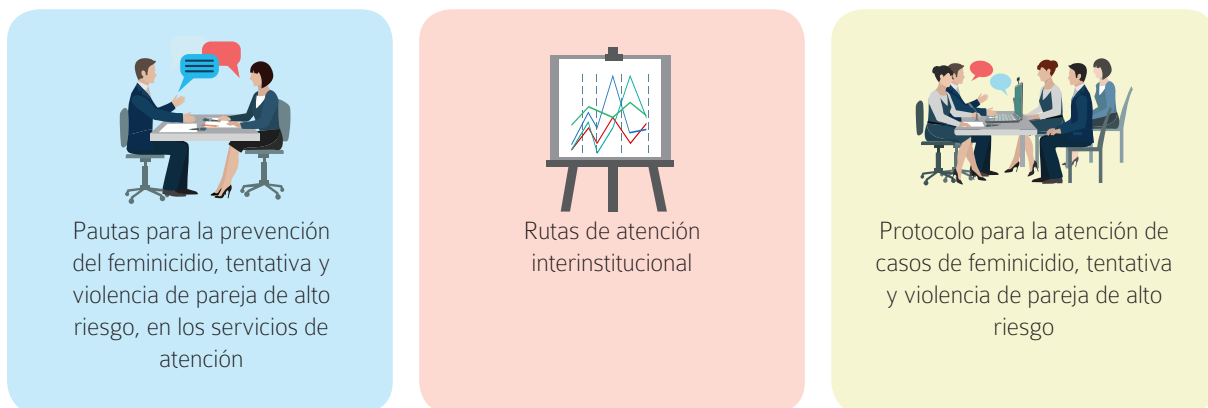 Pautas para la prevención
del feminicidio, tentativa y
violencia de pareja de alto
riesgo, en los servicios de
atención
Rutas de atención
interinstitucional
Protocolo para la atención de
casos de feminicidio, tentativa
y violencia de pareja de alto
riesgo